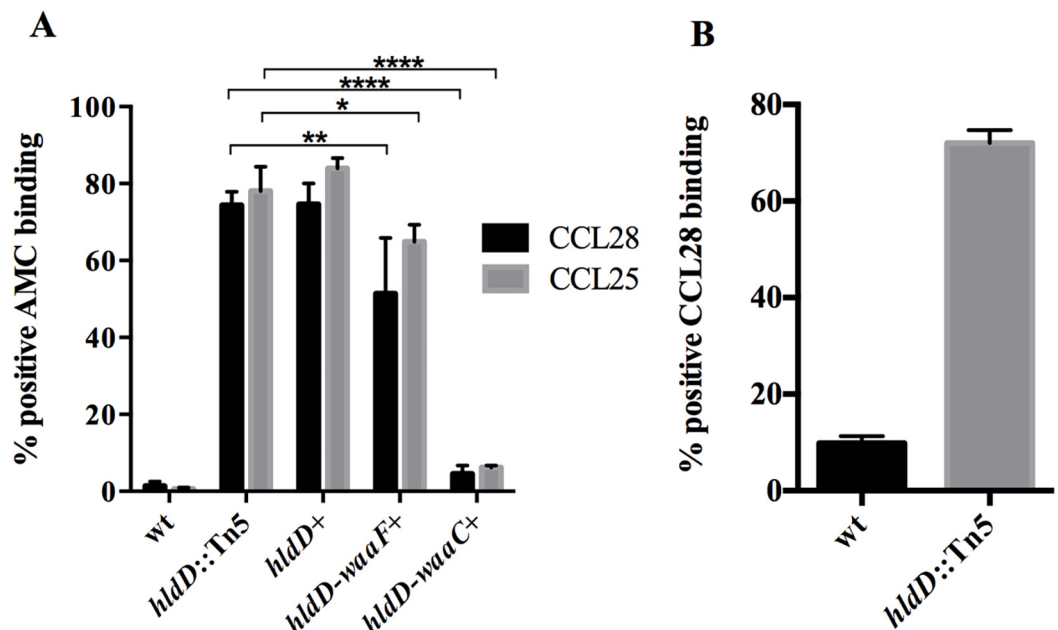 A
% positive AMC binding
100
80
60
40
20
0
****
****
*
**
CCL28
CCL25
wt
hldD::Tn5
hldD+
hldD-waaF+
hldD-waaC+
B
% positive CCL28 binding
80
60
40
20
0
wt
hldD::Tn5